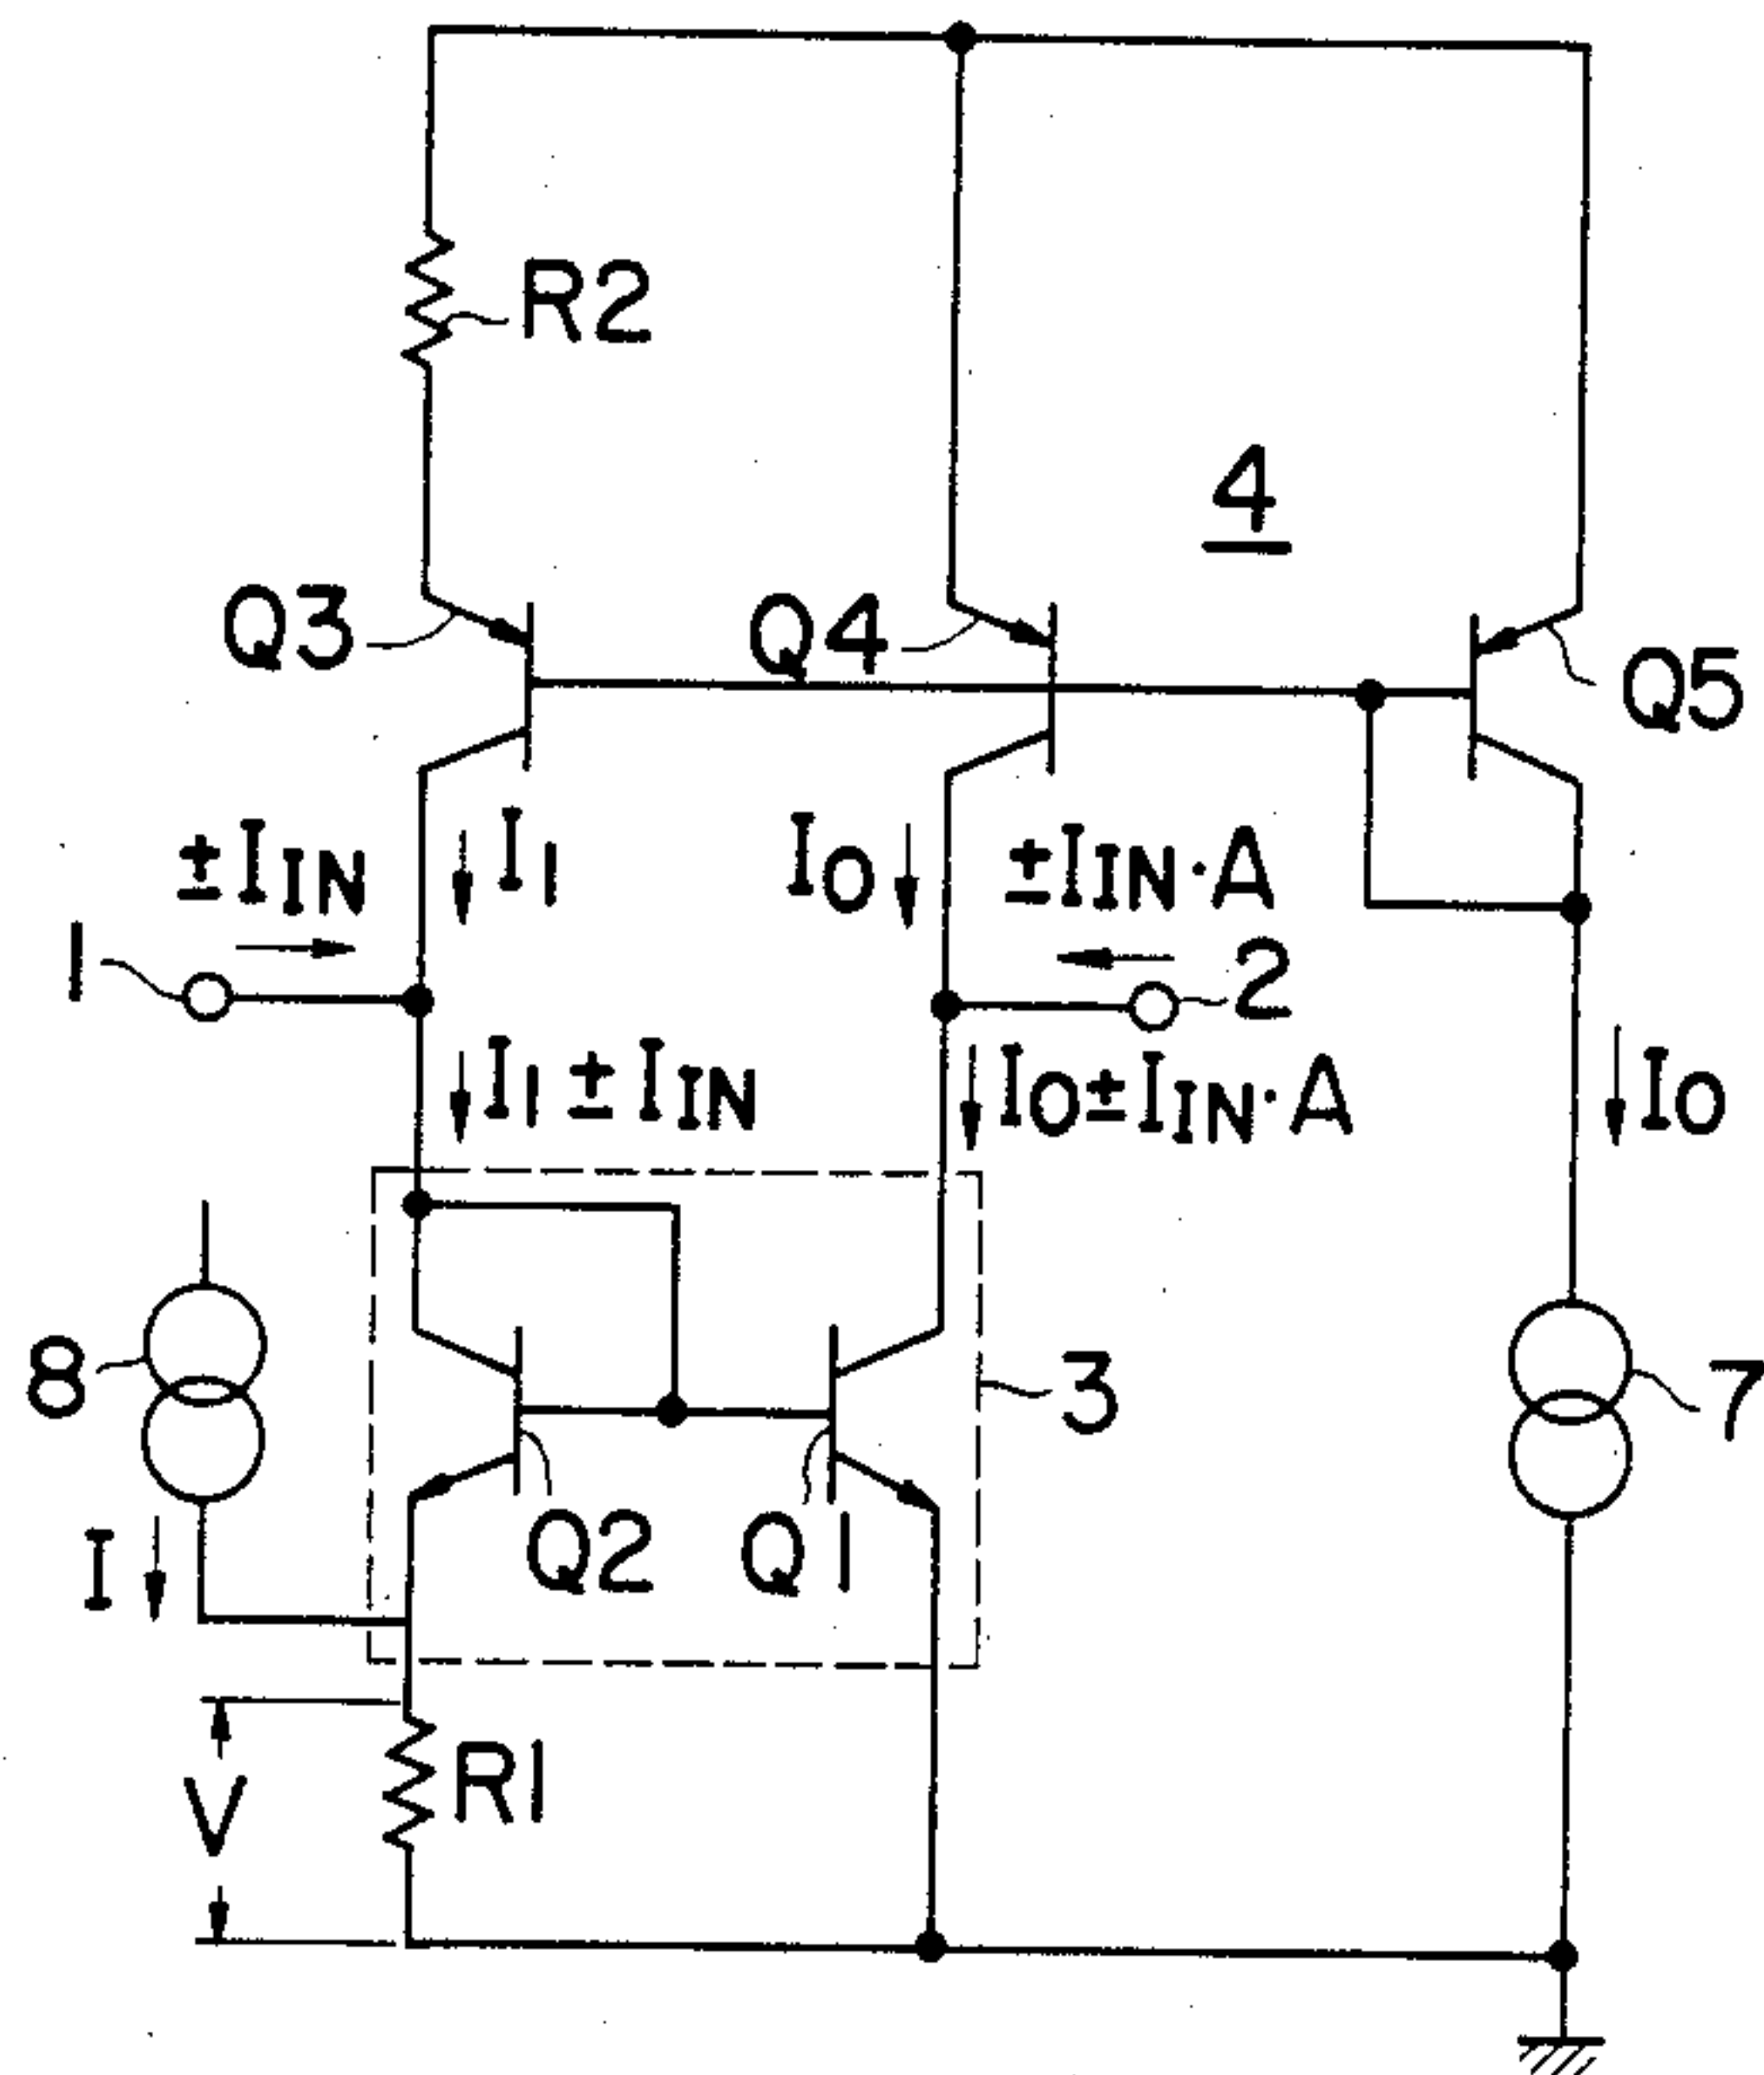 R2
4
Q3
Q4
Q5
±IIN
I1
IO
±IIN·A
1
2
I1±IIN
IO±IIN·A
IO
8
3
7
Q2
Q1
I
R1
V